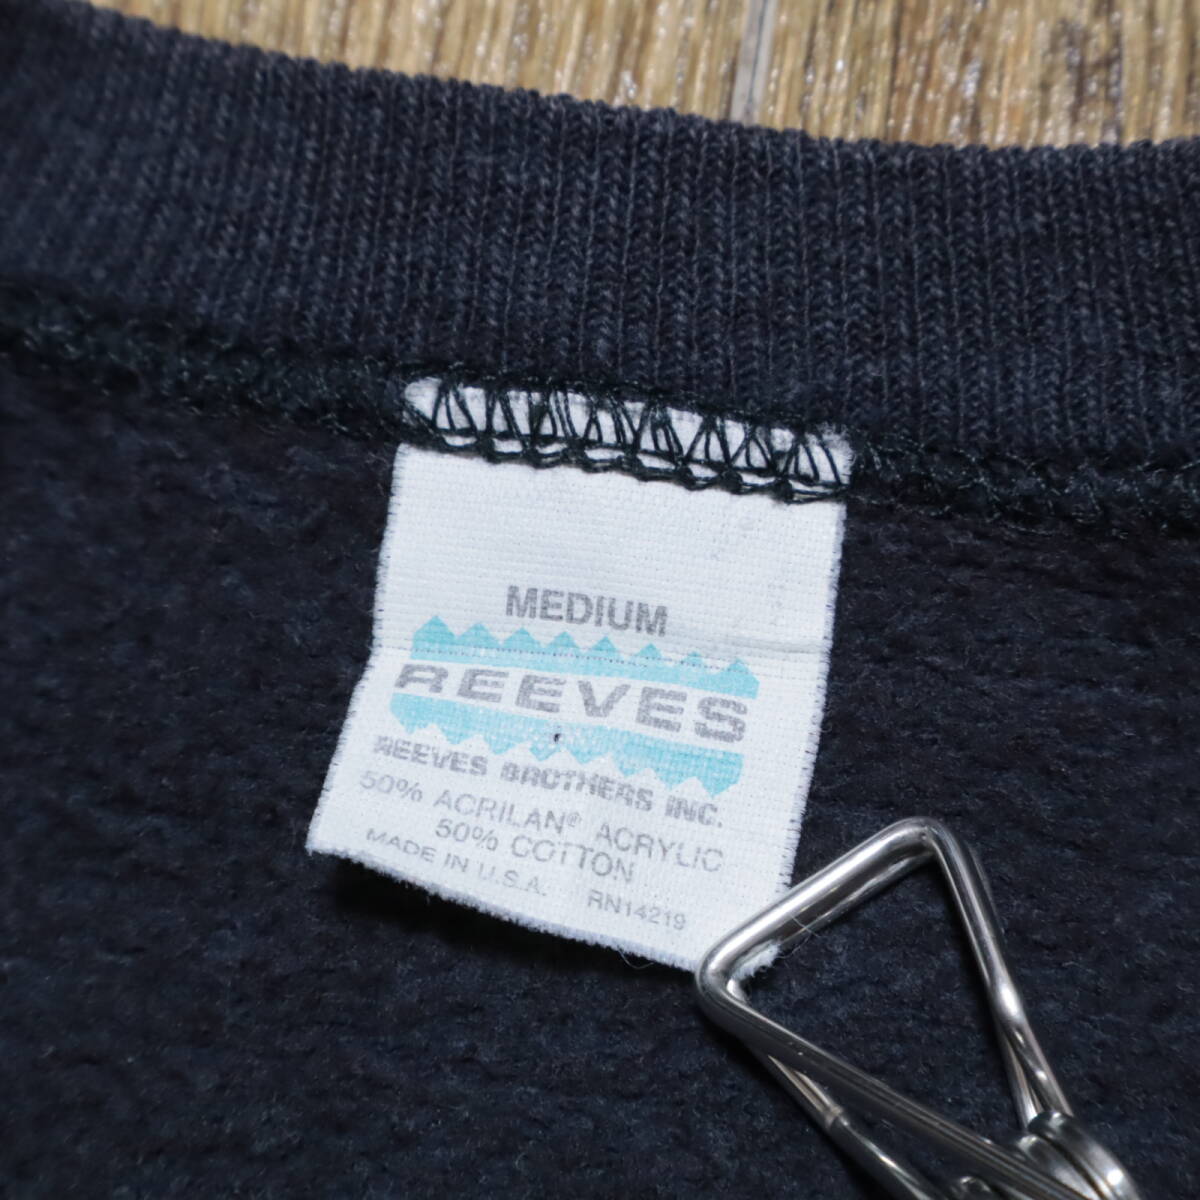 MEDIUM
REEVES
REEVES BROTHERS INC.
50% ACRILAN® ACRYLIC
50% COTTON
MADE IN U.S.A. RN14219